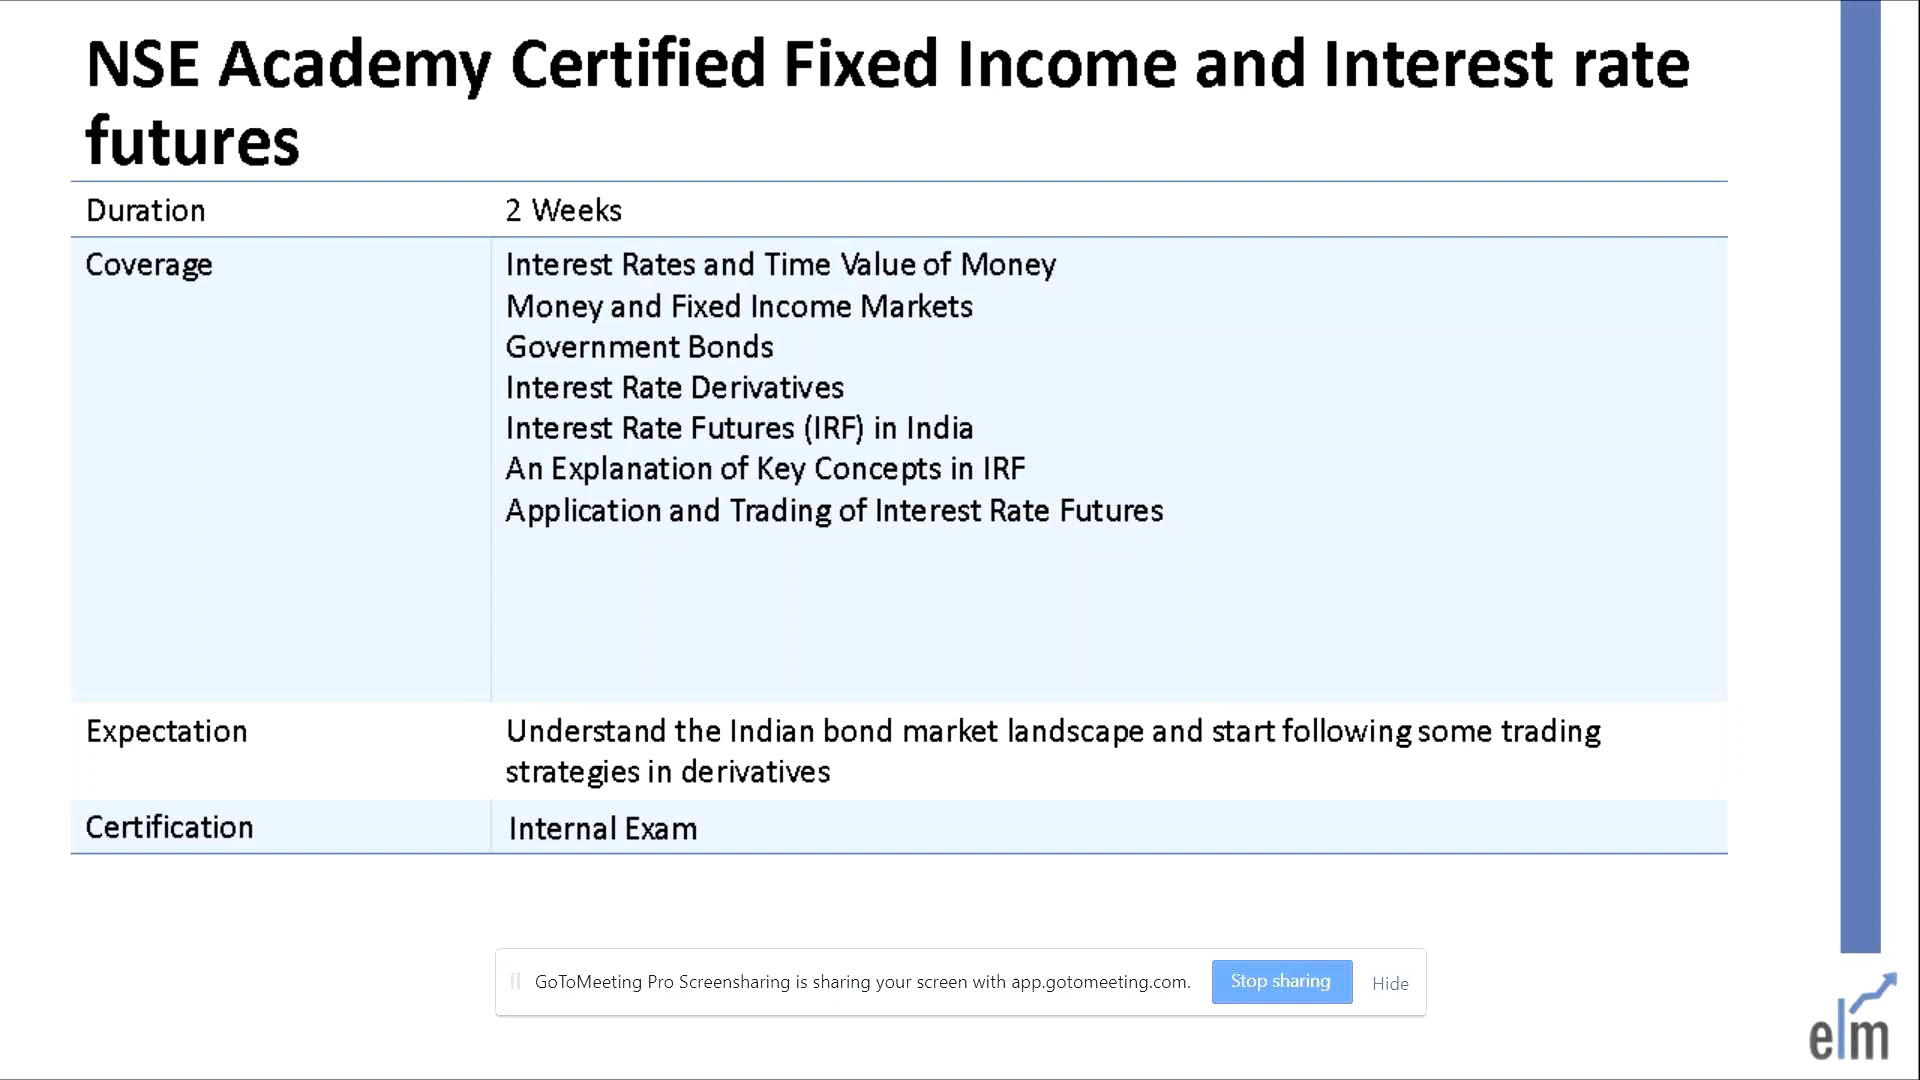 NSE Academy Certified Fixed Income and Interest rate
futures
Duration
2 Weeks
Coverage
Interest Rates and Time Value of Money
Money and Fixed Income Markets
Government Bonds
Interest Rate Derivatives
Interest Rate Futures (IRF) in India
An Explanation of Key Concepts in IRF
Application and Trading of Interest Rate Futures
Expectation
Understand the Indian bond market landscape and start following some trading
strategies in derivatives
Certification
Internal Exam
GoToMeeting Pro Screensharing is sharing your screen with app.gotomeeting.com.
Stop sharing
Hide
elm